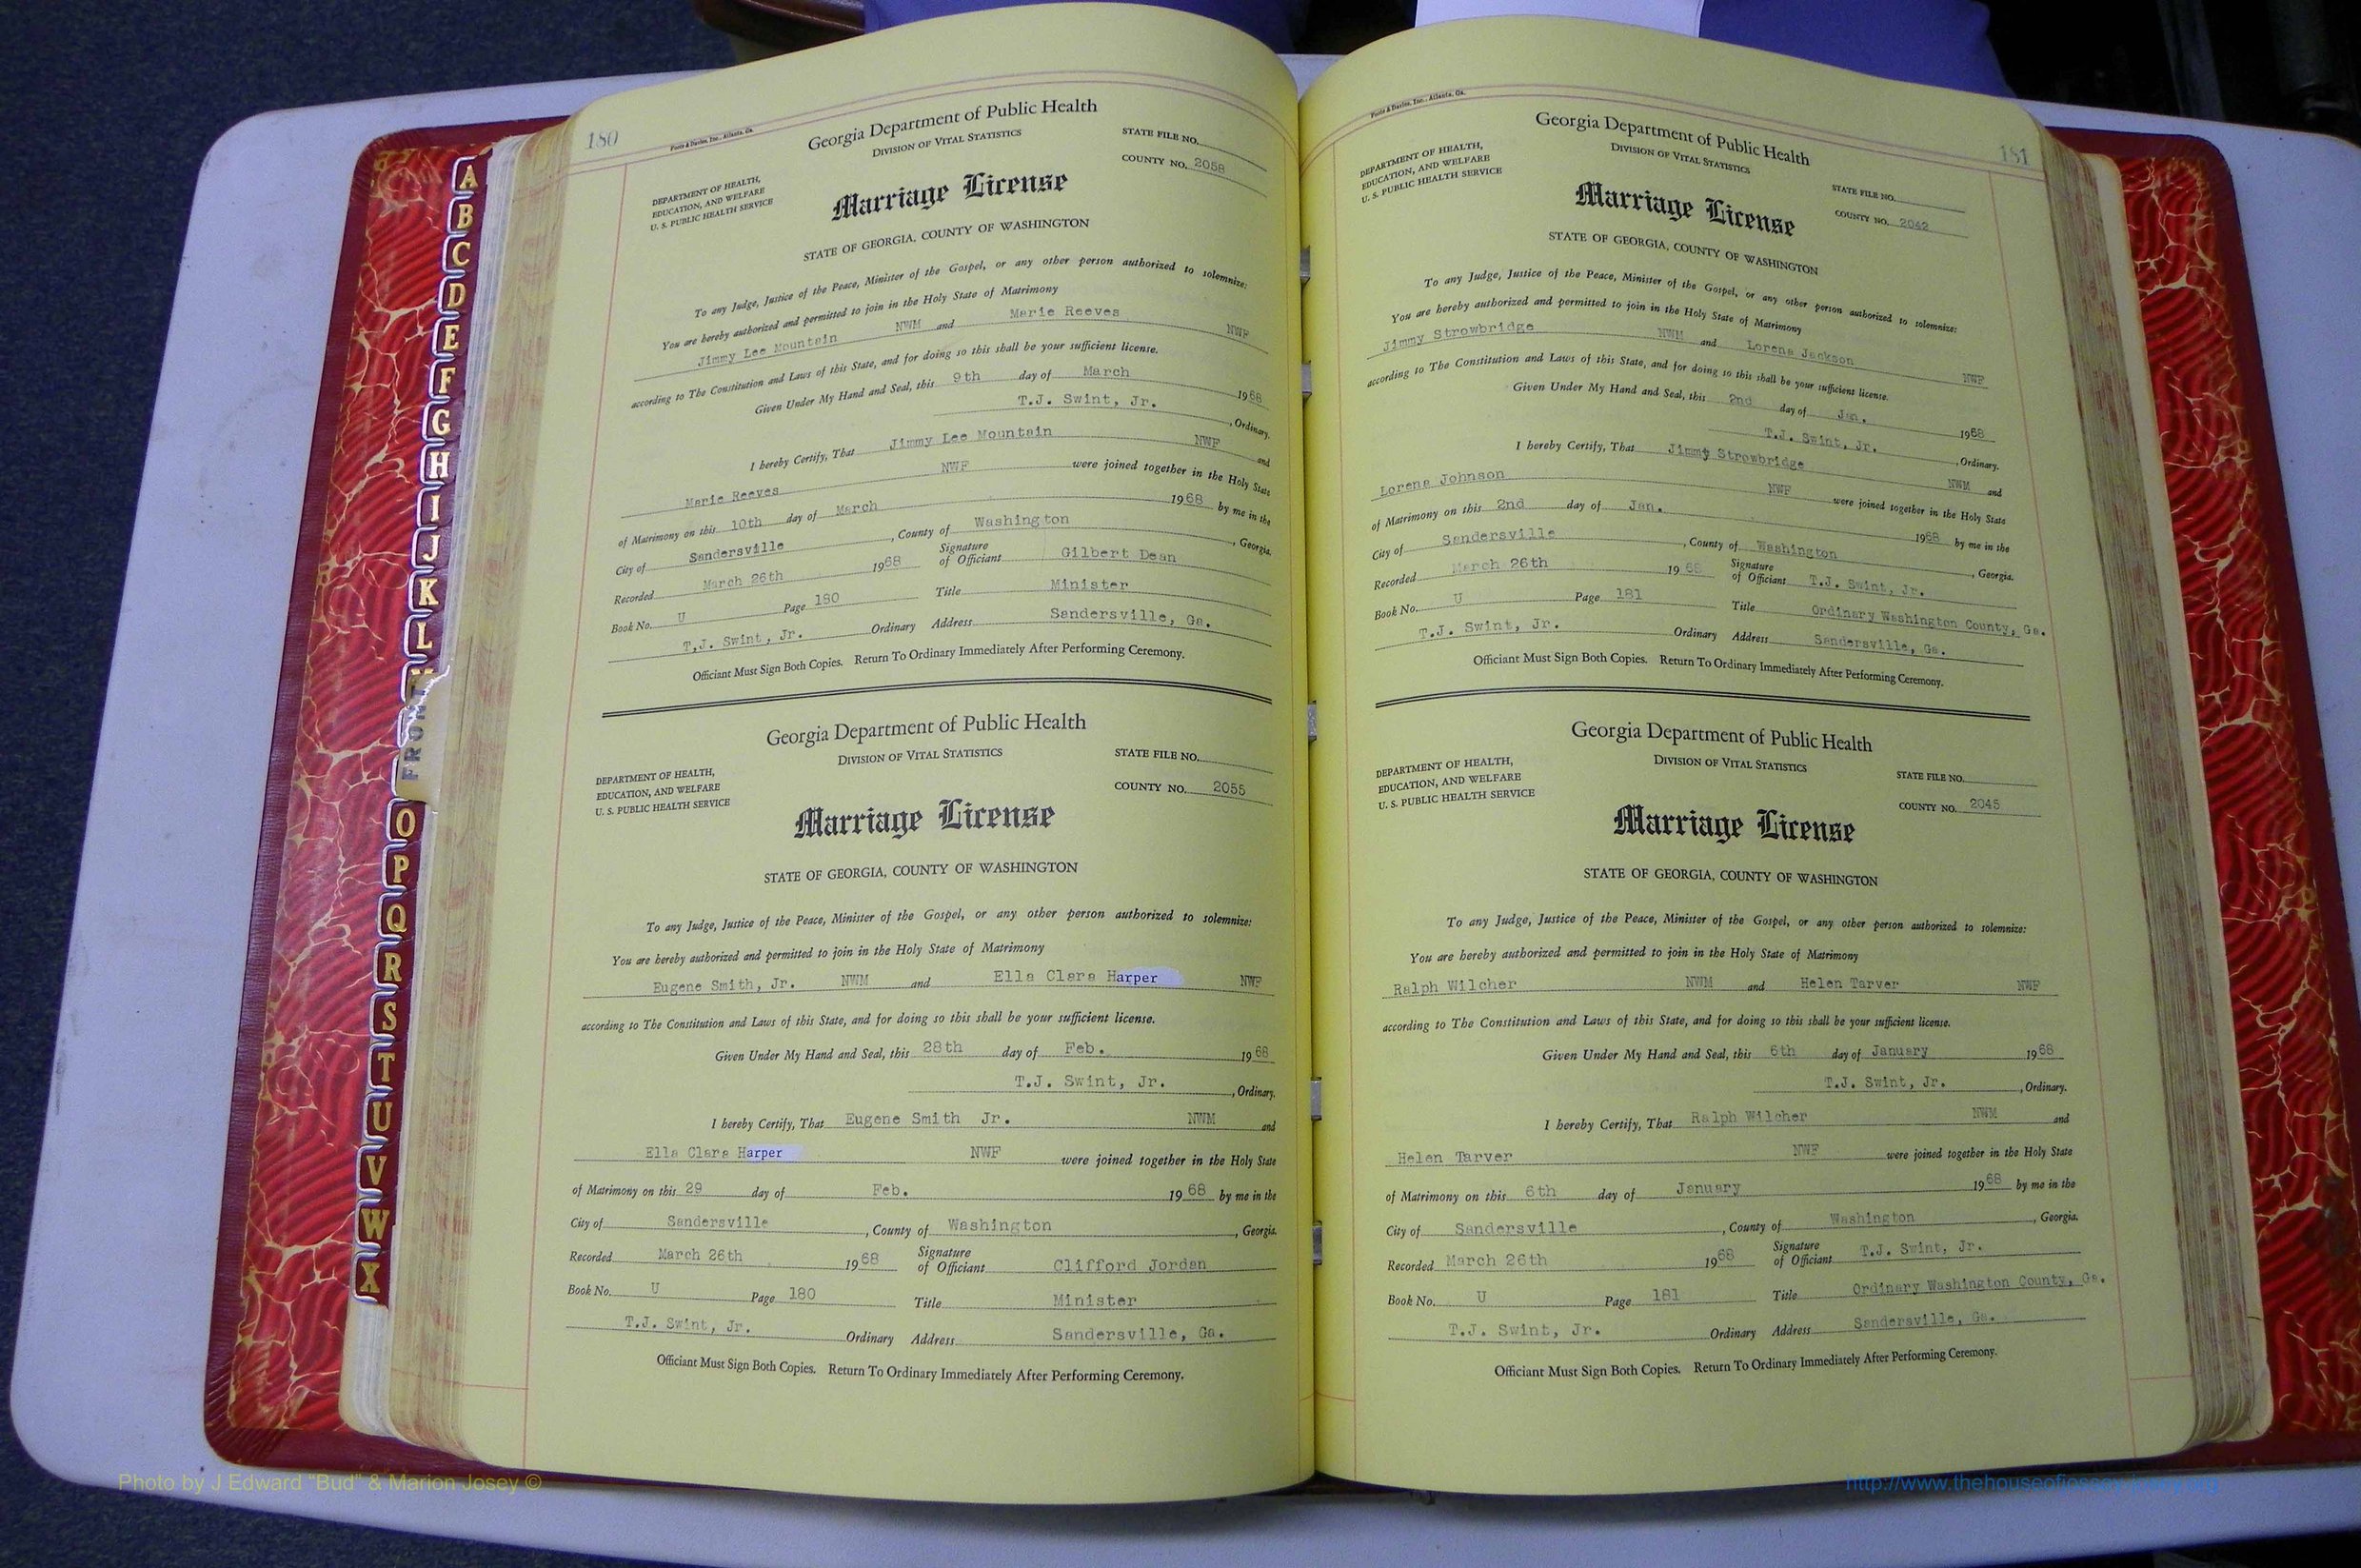 A
B
C
D
E
F
G
H
I
J
K
L
FRONT
O
P
Q
R
S
T
U
V
W
X
180
Foote & Davies, Inc., Atlanta, Ga.
Georgia Department of Public Health
DIVISION OF VITAL STATISTICS
STATE FILE NO.
COUNTY NO. 2058
DEPARTMENT OF HEALTH,
EDUCATION, AND WELFARE
U. S. PUBLIC HEALTH SERVICE
Marriage License
STATE OF GEORGIA, COUNTY OF WASHINGTON
To any Judge, Justice of the Peace, Minister of the Gospel, or any other person authorized to solemnize:
You are hereby authorized and permitted to join in the Holy State of Matrimony
Jimmy Lee Mountain NWM and Marie Reeves NWF
according to The Constitution and Laws of this State, and for doing so this shall be your sufficient license.
Given Under My Hand and Seal, this 9th day of March 1968
T.J. Swint, Jr. , Ordinary.
I hereby Certify, That Jimmy Lee Mountain NWF and
Marie Reeves NWF were joined together in the Holy State
of Matrimony on this 10th day of March 1968 by me in the
City of Sandersville , County of Washington , Georgia.
Recorded March 26th 1968 Signature of Officiant Gilbert Dean
Book No. U Page 180 Title Minister
T.J. Swint, Jr. Ordinary Address Sandersville, Ga.
Officiant Must Sign Both Copies. Return To Ordinary Immediately After Performing Ceremony.
Georgia Department of Public Health
DIVISION OF VITAL STATISTICS
STATE FILE NO.
COUNTY NO. 2055
DEPARTMENT OF HEALTH,
EDUCATION, AND WELFARE
U. S. PUBLIC HEALTH SERVICE
Marriage License
STATE OF GEORGIA, COUNTY OF WASHINGTON
To any Judge, Justice of the Peace, Minister of the Gospel, or any other person authorized to solemnize:
You are hereby authorized and permitted to join in the Holy State of Matrimony
Eugene Smith, Jr. NWM and Ella Clara Harper NWF
according to The Constitution and Laws of this State, and for doing so this shall be your sufficient license.
Given Under My Hand and Seal, this 28th day of Feb. 1968
T.J. Swint, Jr. , Ordinary.
I hereby Certify, That Eugene Smith Jr. NWM and
Ella Clara Harper NWF were joined together in the Holy State
of Matrimony on this 29 day of Feb. 1968 by me in the
City of Sandersville , County of Washington , Georgia.
Recorded March 26th 1968 Signature of Officiant Clifford Jordan
Book No. U Page 180 Title Minister
T.J. Swint, Jr. Ordinary Address Sandersville, Ga.
Officiant Must Sign Both Copies. Return To Ordinary Immediately After Performing Ceremony.
181
Foote & Davies, Inc., Atlanta, Ga.
Georgia Department of Public Health
DIVISION OF VITAL STATISTICS
STATE FILE NO.
COUNTY NO. 2042
DEPARTMENT OF HEALTH,
EDUCATION, AND WELFARE
U. S. PUBLIC HEALTH SERVICE
Marriage License
STATE OF GEORGIA, COUNTY OF WASHINGTON
To any Judge, Justice of the Peace, Minister of the Gospel, or any other person authorized to solemnize:
You are hereby authorized and permitted to join in the Holy State of Matrimony
Jimmy Strowbridge NWM and Lorena Jackson NWF
according to The Constitution and Laws of this State, and for doing so this shall be your sufficient license.
Given Under My Hand and Seal, this 2nd day of Jan. 1968
T.J. Swint, Jr. , Ordinary.
I hereby Certify, That Jimmy Strowbridge NWM and
Lorena Johnson NWF were joined together in the Holy State
of Matrimony on this 2nd day of Jan. 1968 by me in the
City of Sandersville , County of Washington , Georgia.
Recorded March 26th 1968 Signature of Officiant T.J. Swint, Jr.
Book No. U Page 181 Title Ordinary Washington County, Ga.
T.J. Swint, Jr. Ordinary Address Sandersville, Ga.
Officiant Must Sign Both Copies. Return To Ordinary Immediately After Performing Ceremony.
Georgia Department of Public Health
DIVISION OF VITAL STATISTICS
STATE FILE NO.
COUNTY NO. 2045
DEPARTMENT OF HEALTH,
EDUCATION, AND WELFARE
U. S. PUBLIC HEALTH SERVICE
Marriage License
STATE OF GEORGIA, COUNTY OF WASHINGTON
To any Judge, Justice of the Peace, Minister of the Gospel, or any other person authorized to solemnize:
You are hereby authorized and permitted to join in the Holy State of Matrimony
Ralph Wilcher NWM and Helen Tarver NWF
according to The Constitution and Laws of this State, and for doing so this shall be your sufficient license.
Given Under My Hand and Seal, this 6th day of January 1968
T.J. Swint, Jr. , Ordinary.
I hereby Certify, That Ralph Wilcher NWM and
Helen Tarver NWF were joined together in the Holy State
of Matrimony on this 6th day of January 1968 by me in the
City of Sandersville , County of Washington , Georgia.
Recorded March 26th 1968 Signature of Officiant T.J. Swint, Jr.
Book No. U Page 181 Title Ordinary Washington County, Ga.
T.J. Swint, Jr. Ordinary Address Sandersville, Ga.
Officiant Must Sign Both Copies. Return To Ordinary Immediately After Performing Ceremony.
Photo by J Edward "Bud" & Marion Josey ©